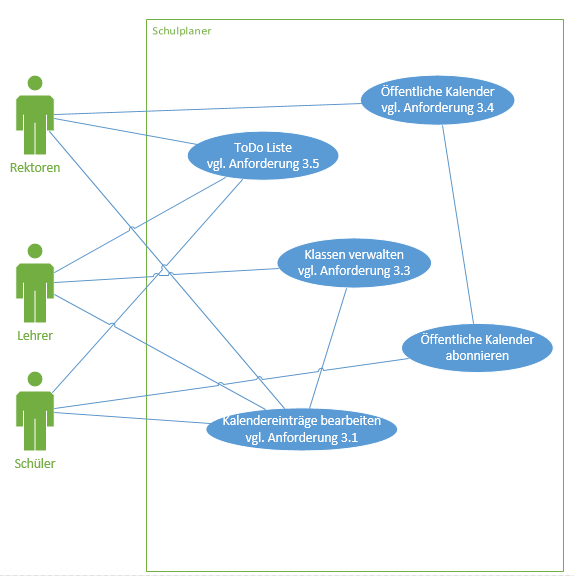 Schulplaner
Öffentliche Kalender
vgl. Anforderung 3.4
ToDo Liste
vgl. Anforderung 3.5
Rektoren
Klassen verwalten
vgl. Anforderung 3.3
Lehrer
Öffentliche Kalender
abonnieren
Kalendereinträge bearbeiten
vgl. Anforderung 3.1
Schüler